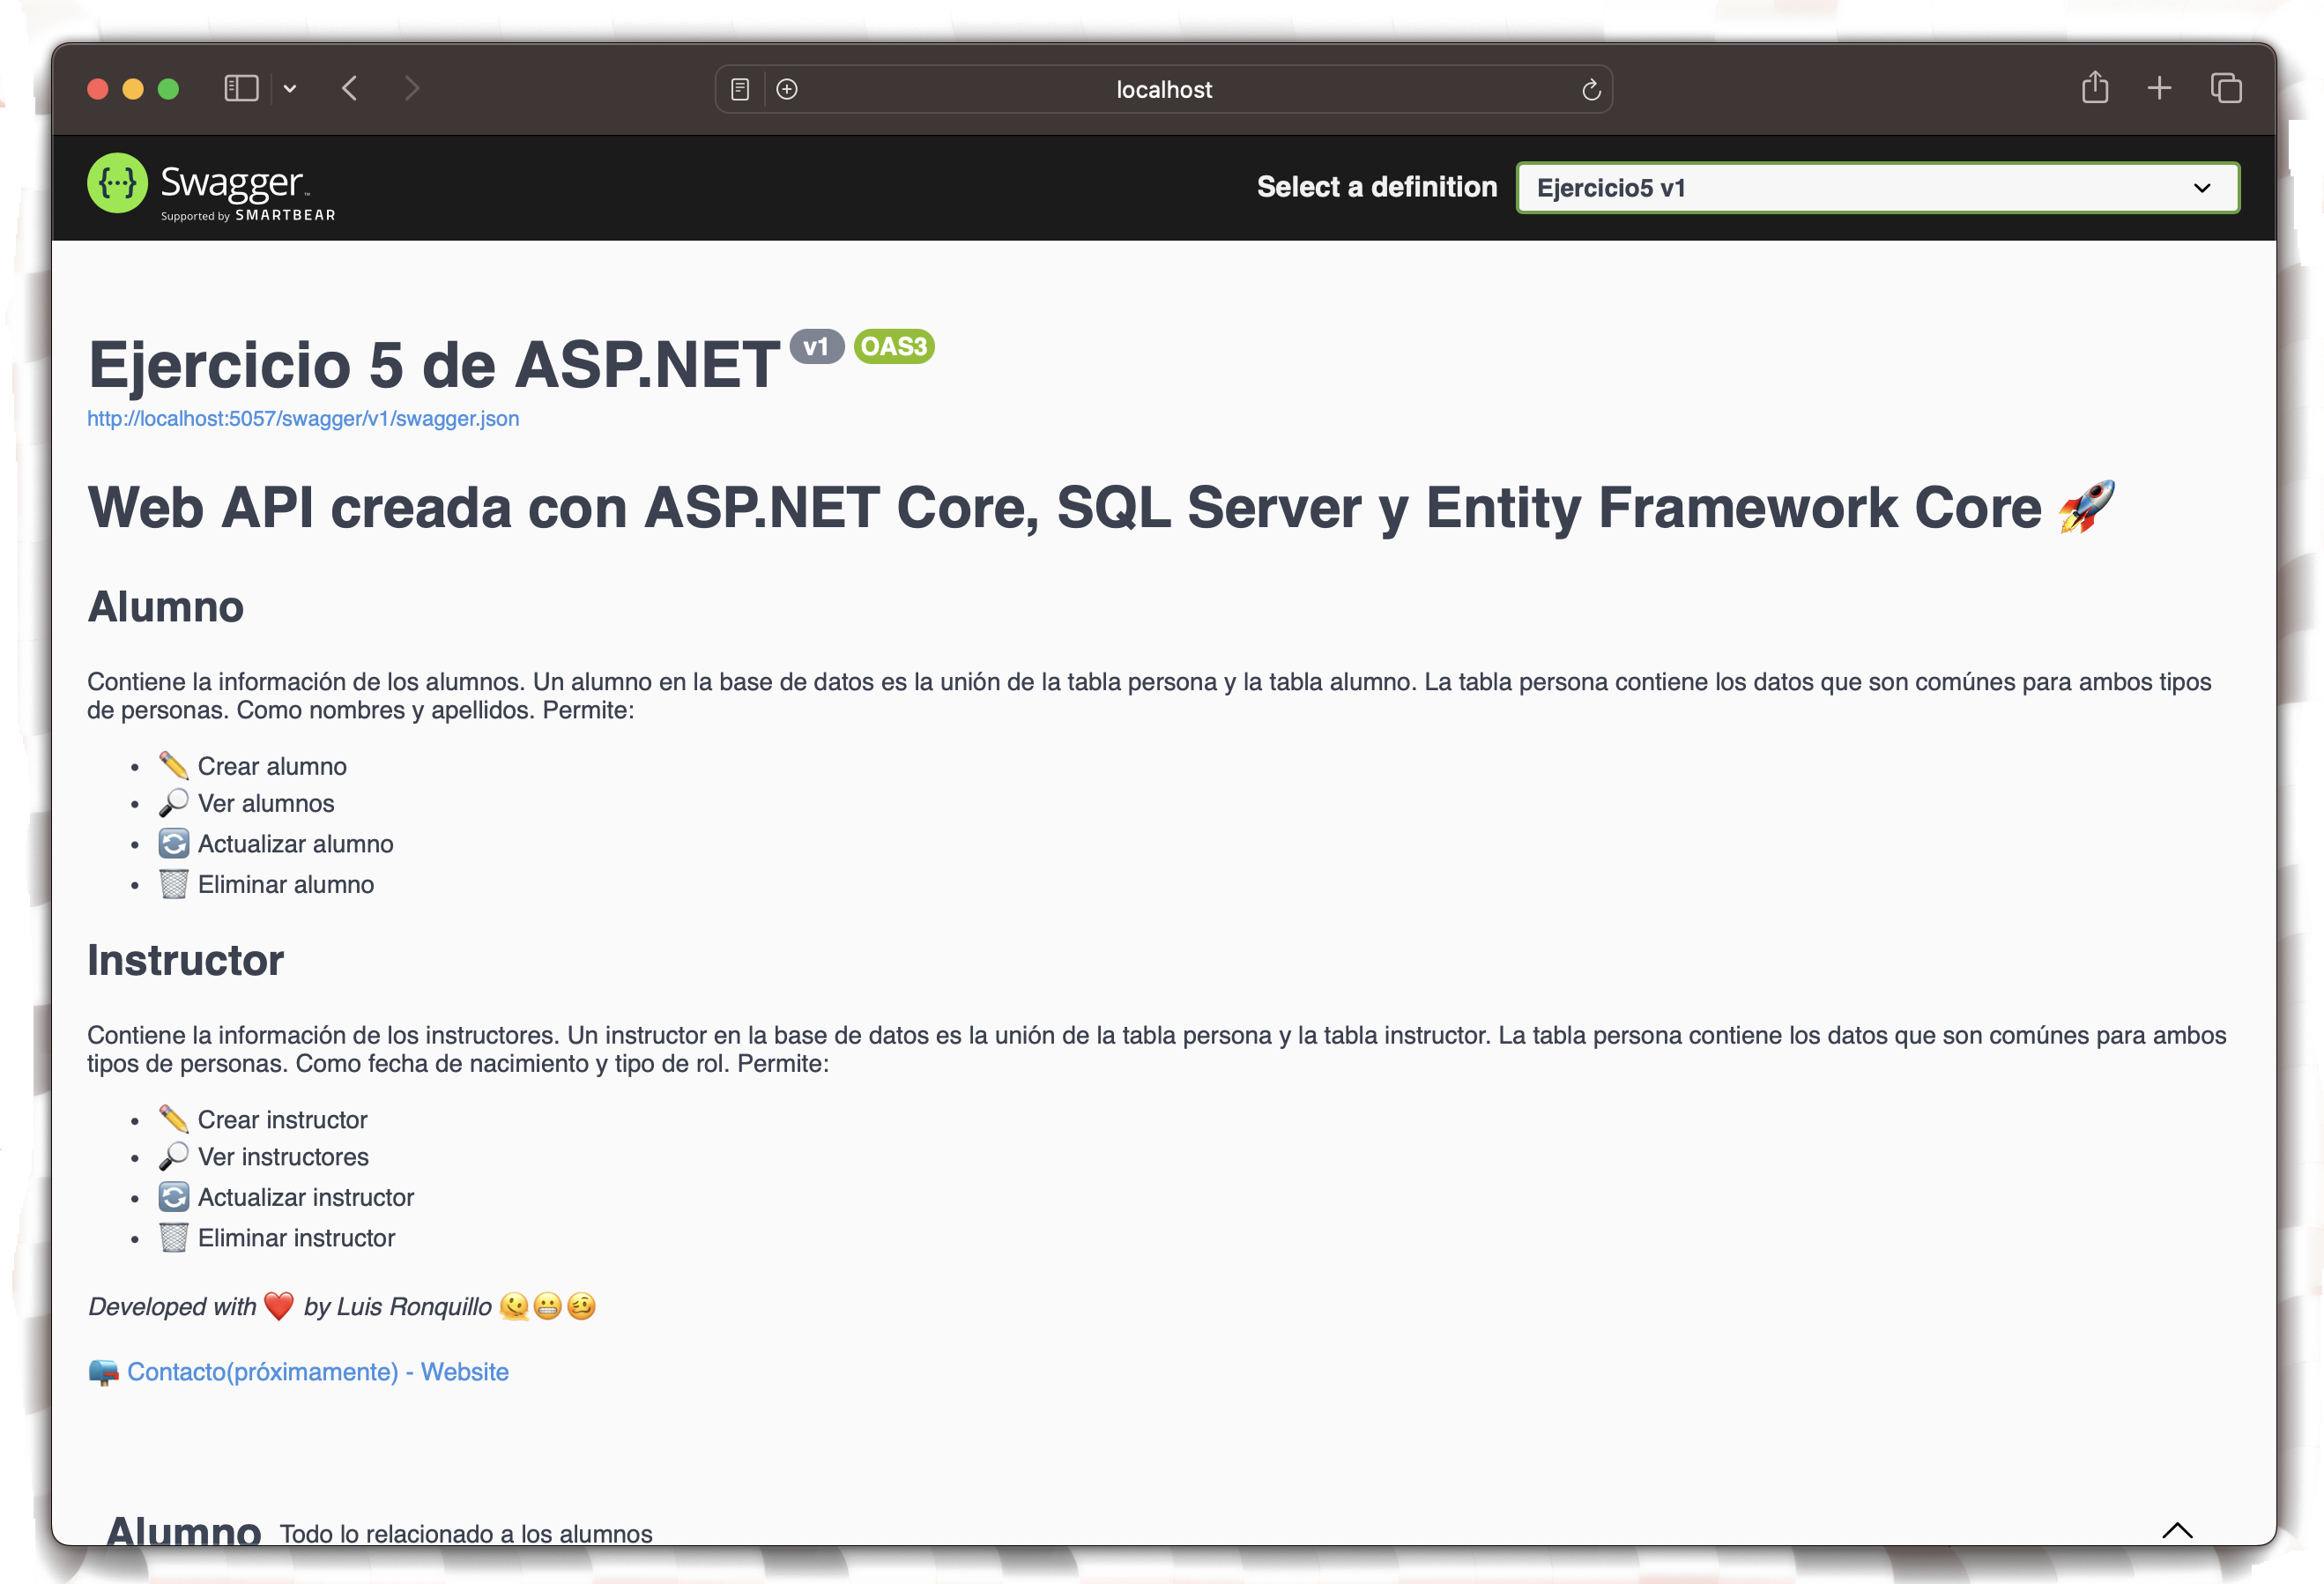 localhost
Swagger
Supported by SMARTBEAR
Select a definition
Ejercicio5 v1
Ejercicio 5 de ASP.NET v1 OAS3
http://localhost:5057/swagger/v1/swagger.json
Web API creada con ASP.NET Core, SQL Server y Entity Framework Core 🚀
Alumno
Contiene la información de los alumnos. Un alumno en la base de datos es la unión de la tabla persona y la tabla alumno. La tabla persona contiene los datos que son comúnes para ambos tipos
de personas. Como nombres y apellidos. Permite:
• ✏️ Crear alumno
• 🔎 Ver alumnos
• 🔄 Actualizar alumno
• 🗑️ Eliminar alumno
Instructor
Contiene la información de los instructores. Un instructor en la base de datos es la unión de la tabla persona y la tabla instructor. La tabla persona contiene los datos que son comúnes para ambos
tipos de personas. Como fecha de nacimiento y tipo de rol. Permite:
• ✏️ Crear instructor
• 🔎 Ver instructores
• 🔄 Actualizar instructor
• 🗑️ Eliminar instructor
Developed with ❤️ by Luis Ronquillo 🫠😬🥴
📭 Contacto(próximamente) - Website
Alumno Todo lo relacionado a los alumnos